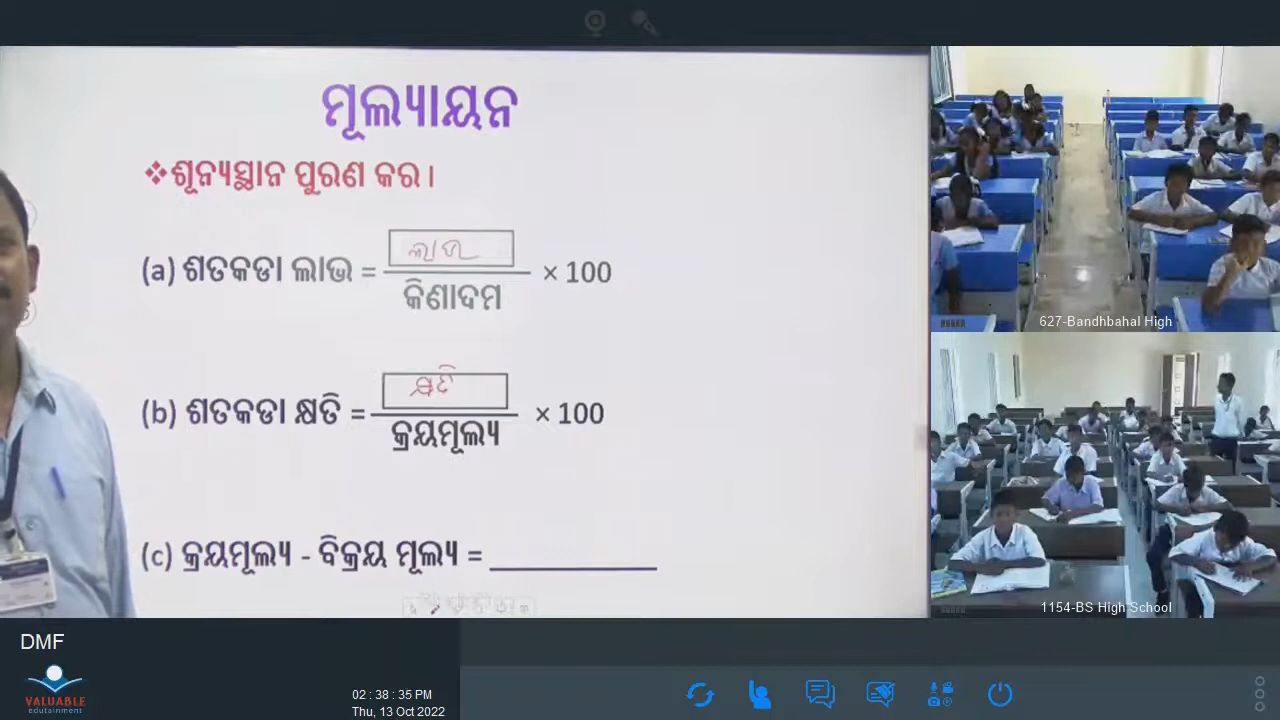 ମୂଲ୍ୟାୟନ
❖ଶୂନ୍ୟସ୍ଥାନ ପୁରଣ କର ।
(a) ଶତକଡା ଲାଭ = ଲାଭ / କିଣାଦମ × 100
(b) ଶତକଡା କ୍ଷତି = କ୍ଷତି / କ୍ରୟମୂଲ୍ୟ × 100
(c) କ୍ରୟମୂଲ୍ୟ - ବିକ୍ରୟ ମୂଲ୍ୟ = ________
627-Bandhbahal High
1154-BS High School
DMF
VALUABLE
edutainment
02 : 38 : 35 PM
Thu, 13 Oct 2022